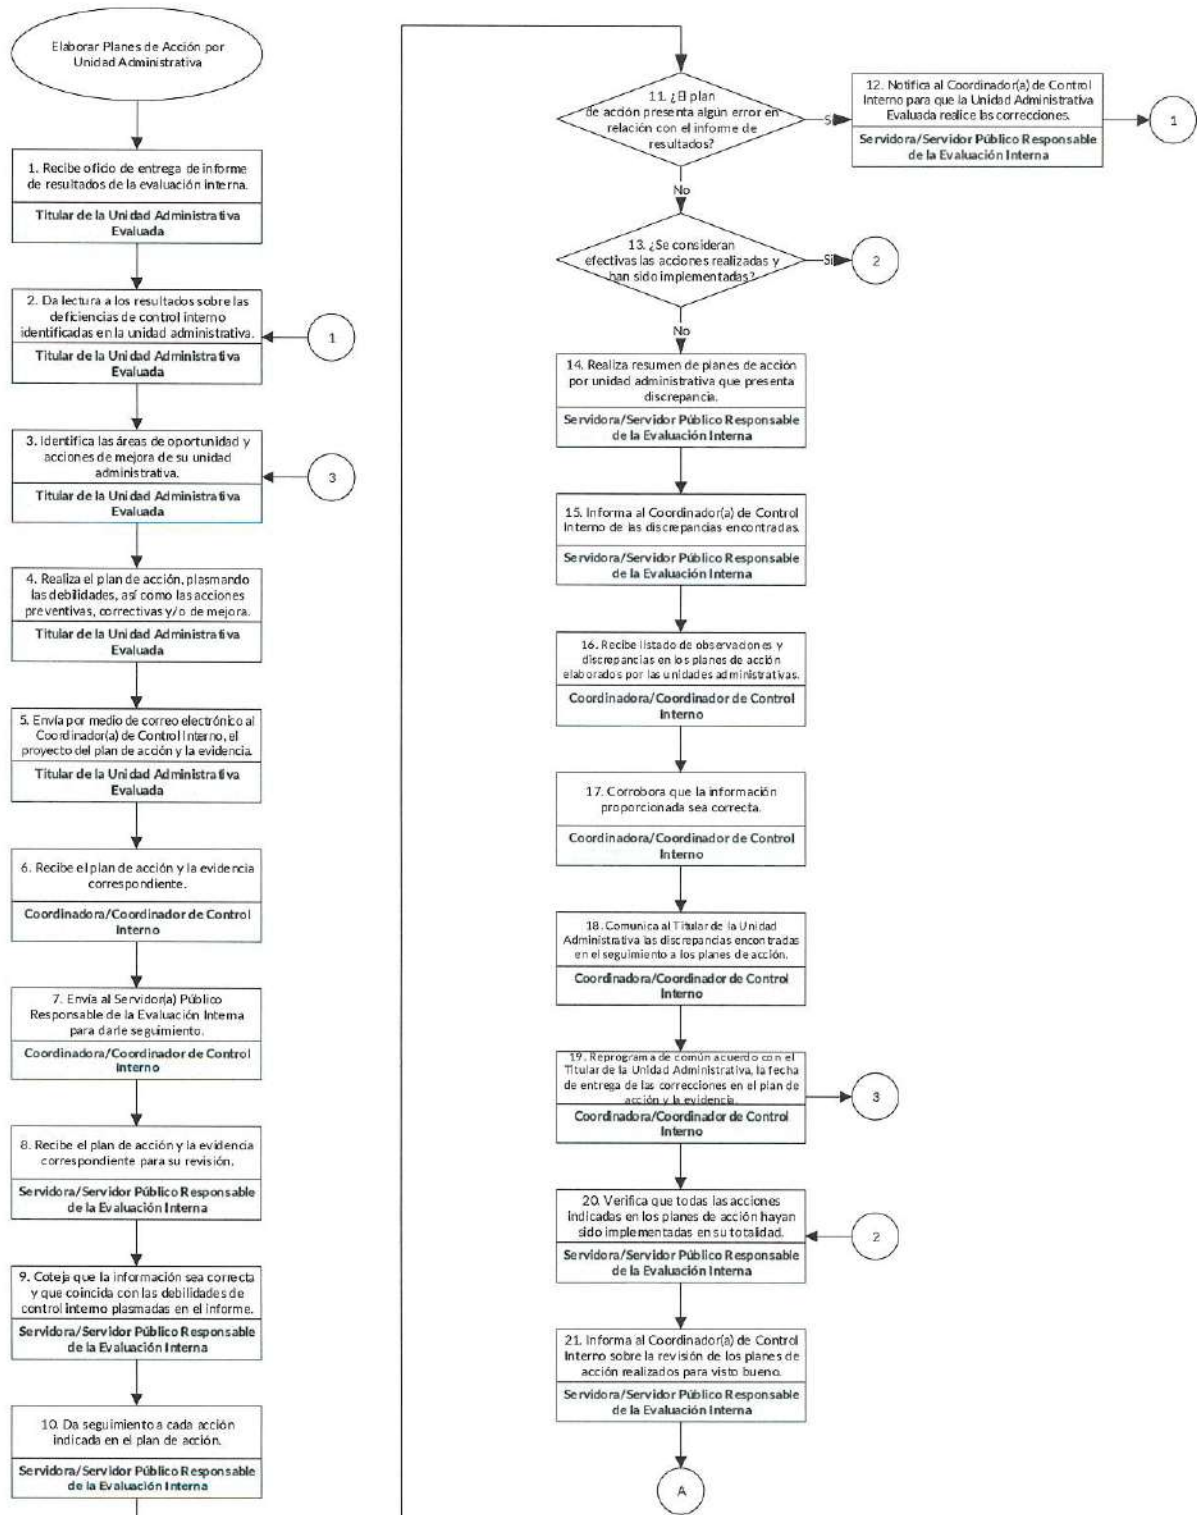 Elaborar Planes de Acción por
Unidad Administrativa
1. Recibe oficio de entrega de informe
de resultados de la evaluación interna.
Titular de la Unidad Administrativa
Evaluada
2. Da lectura a los resultados sobre las
deficiencias de control interno
identificadas en la unidad administrativa.
Titular de la Unidad Administrativa
Evaluada
1
3. Identifica las áreas de oportunidad y
acciones de mejora de su unidad
administrativa.
Titular de la Unidad Administrativa
Evaluada
3
4. Realiza el plan de acción, plasmando
las debilidades, así como las acciones
preventivas, correctivas y/o de mejora.
Titular de la Unidad Administrativa
Evaluada
5. Envía por medio de correo electrónico al
Coordinador(a) de Control Interno, el
proyecto del plan de acción y la evidencia.
Titular de la Unidad Administrativa
Evaluada
6. Recibe el plan de acción y la evidencia
correspondiente.
Coordinadora/Coordinador de Control
Interno
7. Envía al Servidor(a) Público
Responsable de la Evaluación Interna
para darle seguimiento.
Coordinadora/Coordinador de Control
Interno
8. Recibe el plan de acción y la evidencia
correspondiente para su revisión.
Servidora/Servidor Público Responsable
de la Evaluación Interna
9. Coteja que la información sea correcta
y que coincida con las debilidades de
control interno plasmadas en el informe.
Servidora/Servidor Público Responsable
de la Evaluación Interna
10. Da seguimiento a cada acción
indicada en el plan de acción.
Servidora/Servidor Público Responsable
de la Evaluación Interna
11. ¿El plan
de acción presenta algún error en
relación con el informe de
resultados?
Sí
12. Notifica al Coordinador(a) de Control
Interno para que la Unidad Administrativa
Evaluada realice las correcciones.
Servidora/Servidor Público Responsable
de la Evaluación Interna
1
No
13. ¿Se consideran
efectivas las acciones realizadas y
han sido implementadas?
Sí
2
No
14. Realiza resumen de planes de acción
por unidad administrativa que presenta
discrepancia.
Servidora/Servidor Público Responsable
de la Evaluación Interna
15. Informa al Coordinador(a) de Control
Interno de las discrepancias encontradas.
Servidora/Servidor Público Responsable
de la Evaluación Interna
16. Recibe listado de observaciones y
discrepancias en los planes de acción
elaborados por las unidades administrativas.
Coordinadora/Coordinador de Control
Interno
17. Corrobora que la información
proporcionada sea correcta.
Coordinadora/Coordinador de Control
Interno
18. Comunica al Titular de la Unidad
Administrativa las discrepancias encontradas
en el seguimiento a los planes de acción.
Coordinadora/Coordinador de Control
Interno
19. Reprograma de común acuerdo con el
Titular de la Unidad Administrativa, la fecha
de entrega de las correcciones en el plan de
acción y la evidencia.
Coordinadora/Coordinador de Control
Interno
3
20. Verifica que todas las acciones
indicadas en los planes de acción hayan
sido implementadas en su totalidad.
Servidora/Servidor Público Responsable
de la Evaluación Interna
2
21. Informa al Coordinador(a) de Control
Interno sobre la revisión de los planes de
acción realizados para visto bueno.
Servidora/Servidor Público Responsable
de la Evaluación Interna
A